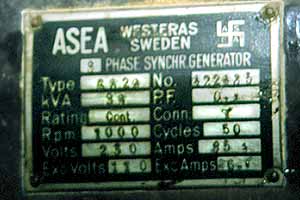 ASEA WESTERAS SWEDEN
3 PHASE SYNCHR. GENERATOR
Type No.
kVA P.F.
Rating Cont. Conn. Y
Rpm 1000 Cycles 50
Volts 230 Amps
Exc Volts 110 Exc Amps